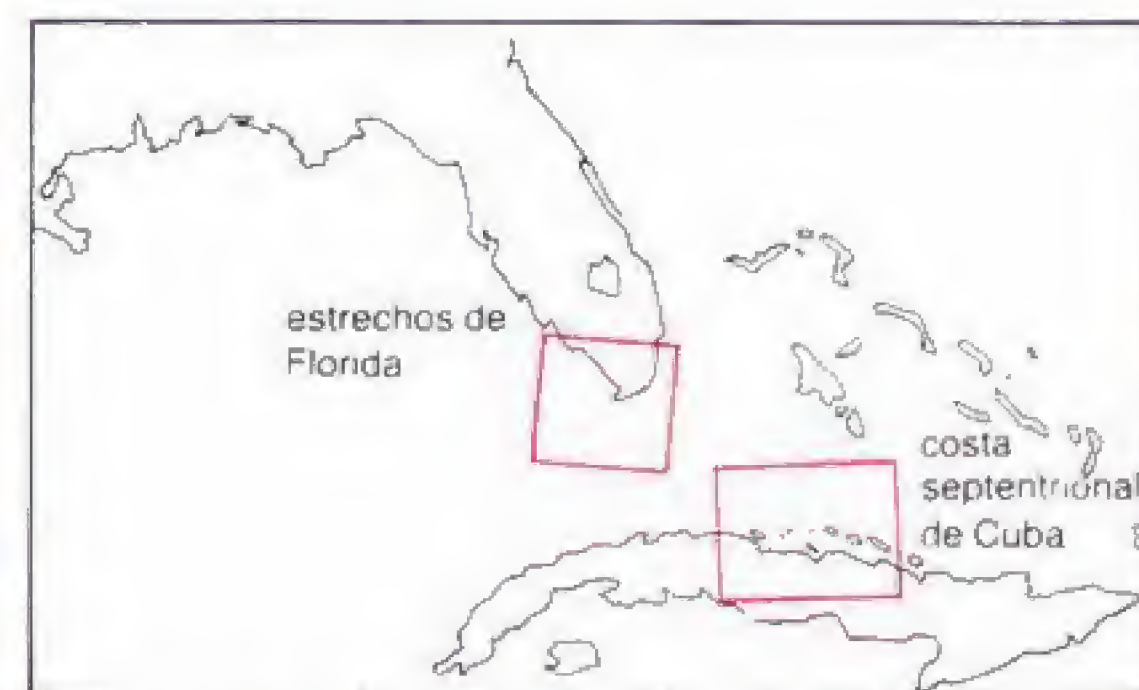 estrechos de
Florida
costa
septentrional
de Cuba